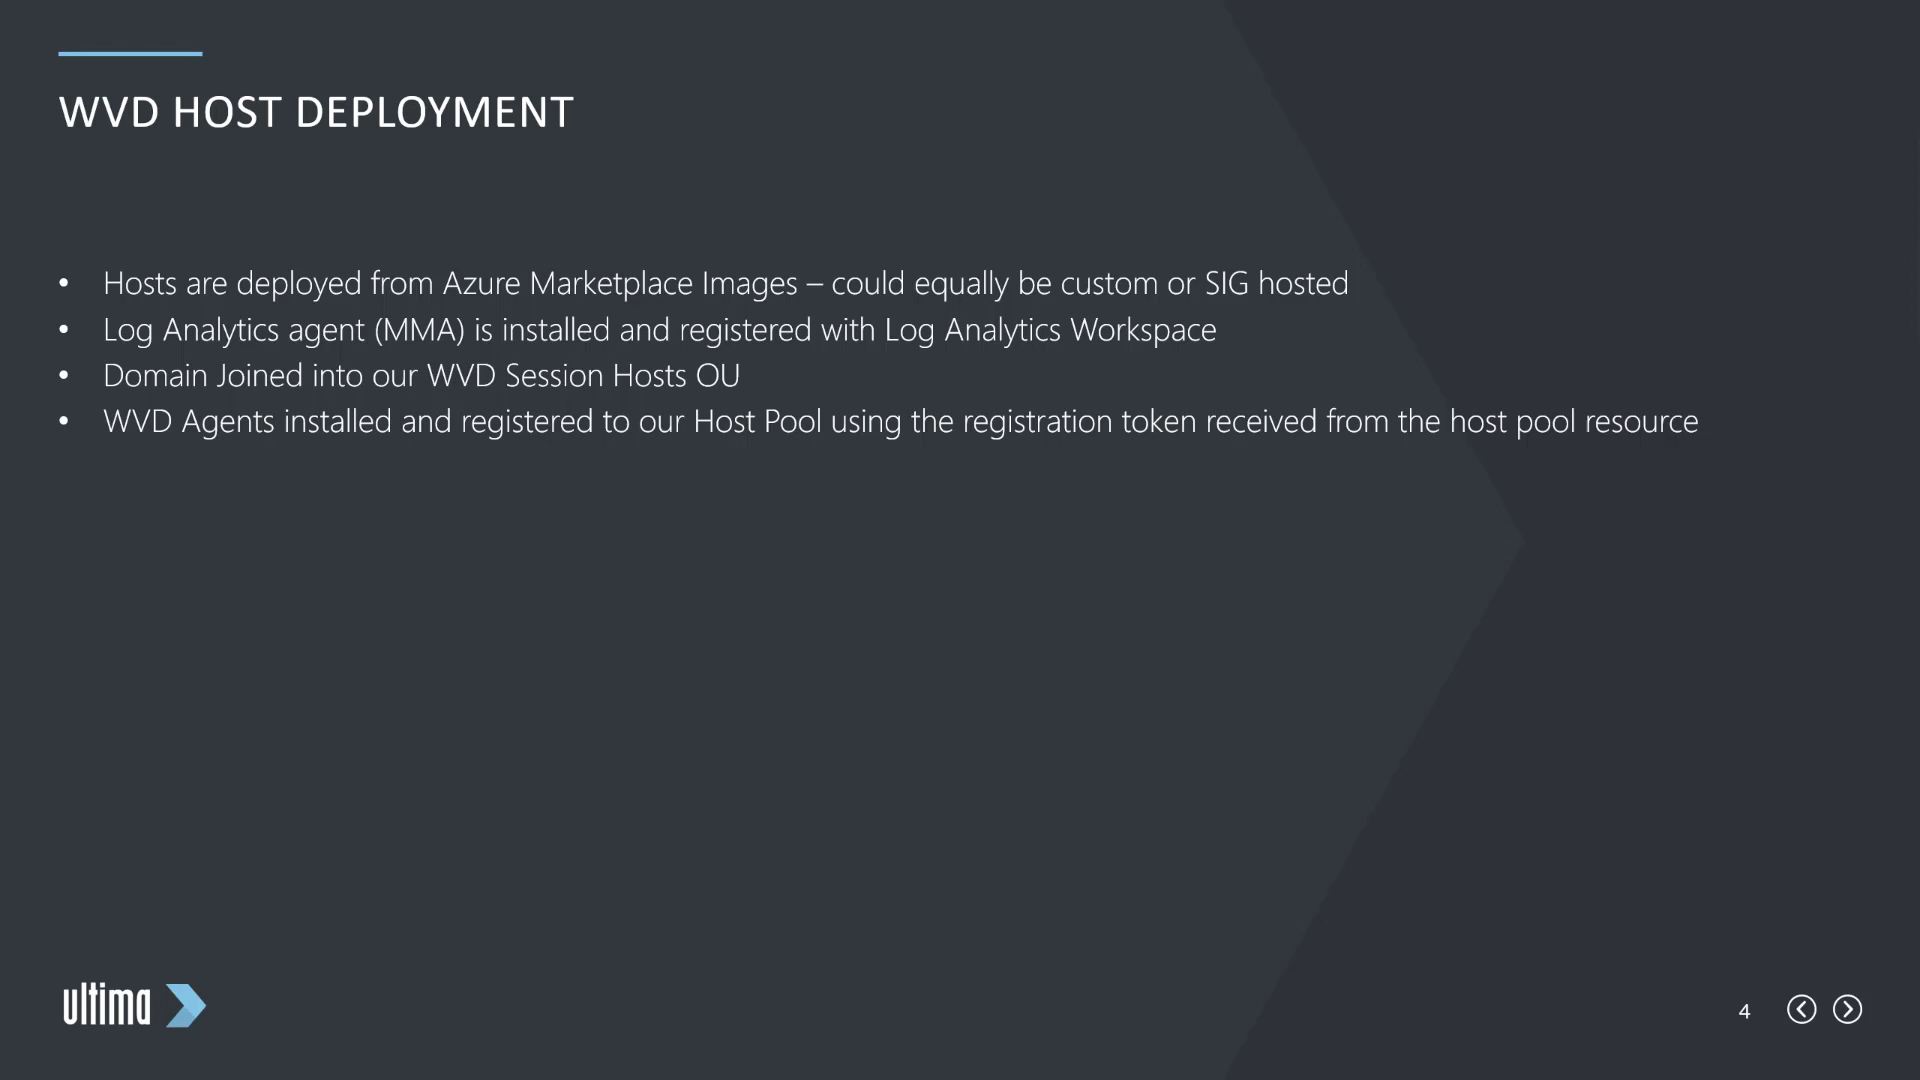 WVD HOST DEPLOYMENT
• Hosts are deployed from Azure Marketplace Images – could equally be custom or SIG hosted
• Log Analytics agent (MMA) is installed and registered with Log Analytics Workspace
• Domain Joined into our WVD Session Hosts OU
• WVD Agents installed and registered to our Host Pool using the registration token received from the host pool resource
ultima
4